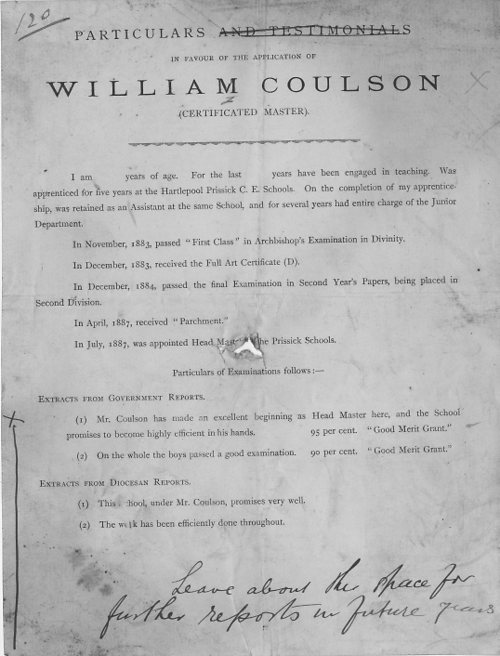 120
PARTICULARS AND TESTIMONIALS
IN FAVOUR OF THE APPLICATION OF
WILLIAM COULSON
(CERTIFICATED MASTER).
I am years of age. For the last years have been engaged in teaching. Was
apprenticed for five years at the Hartlepool Prissick C. E. Schools. On the completion of my apprentice-
ship, was retained as an Assistant at the same School, and for several years had entire charge of the Junior
Department.
In November, 1883, passed "First Class" in Archbishop's Examination in Divinity.
In December, 1883, received the Full Art Certificate (D).
In December, 1884, passed the final Examination in Second Year's Papers, being placed in
Second Division.
In April, 1887, received "Parchment."
In July, 1887, was appointed Head Mas he Prissick Schools.
Particulars of Examinations follows:—
EXTRACTS FROM GOVERNMENT REPORTS.
(1) Mr. Coulson has made an excellent beginning as Head Master here, and the School
promises to become highly efficient in his hands. 95 per cent. "Good Merit Grant."
(2) On the whole the boys passed a good examination. 90 per cent. "Good Merit Grant."
EXTRACTS FROM DIOCESAN REPORTS.
(1) This School, under Mr. Coulson, promises very well.
(2) The work has been efficiently done throughout.
Leave about this space for
further reports in future years